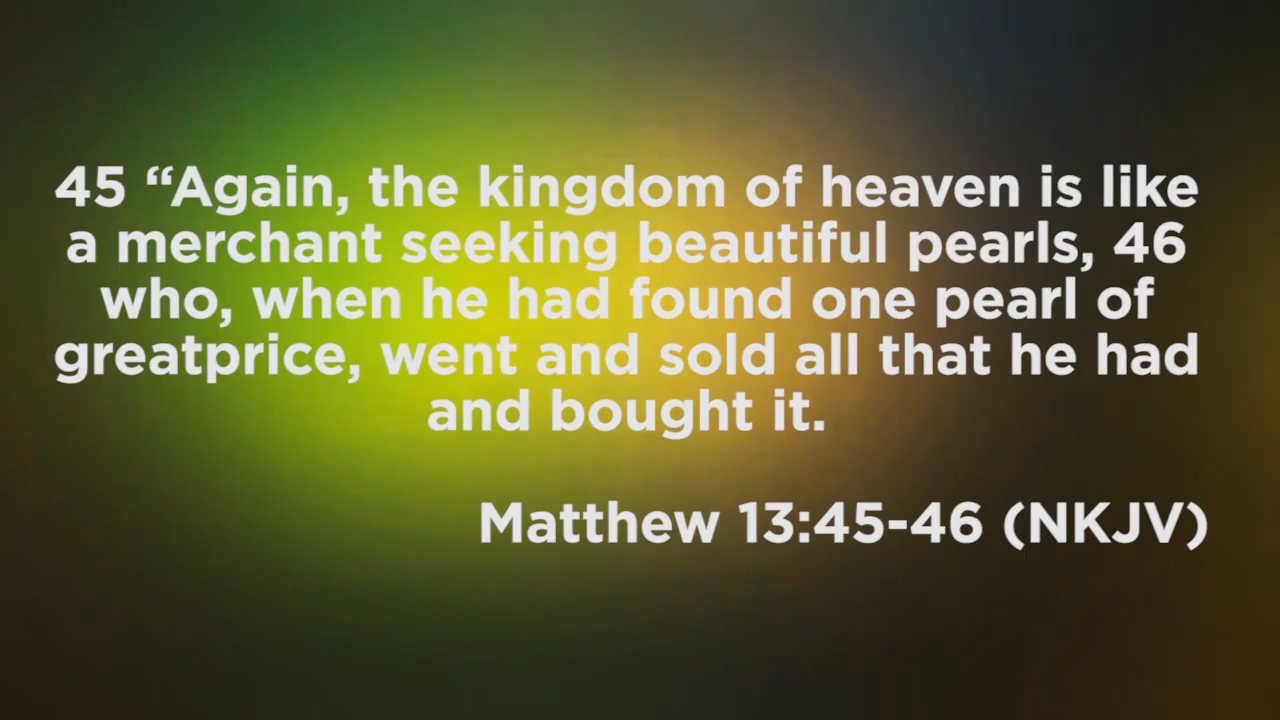 45 “Again, the kingdom of heaven is like
a merchant seeking beautiful pearls, 46
who, when he had found one pearl of
greatprice, went and sold all that he had
and bought it.
Matthew 13:45-46 (NKJV)